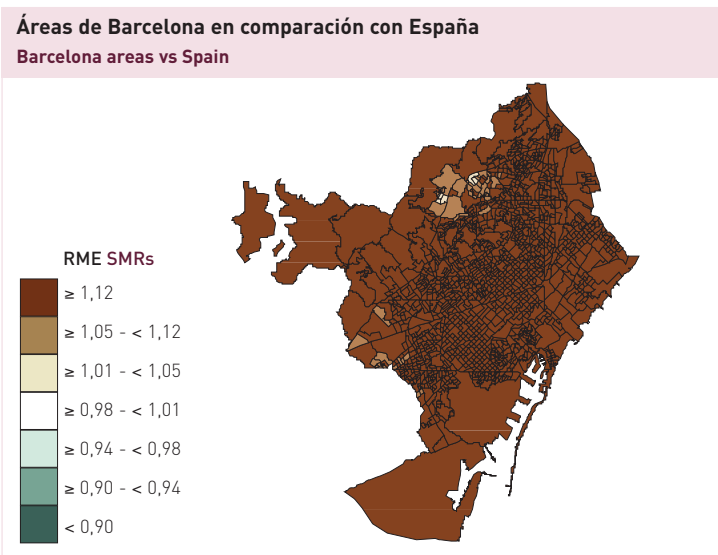 Áreas de Barcelona en comparación con España
Barcelona areas vs Spain
RME SMRs
≥ 1,12
≥ 1,05 - < 1,12
≥ 1,01 - < 1,05
≥ 0,98 - < 1,01
≥ 0,94 - < 0,98
≥ 0,90 - < 0,94
< 0,90